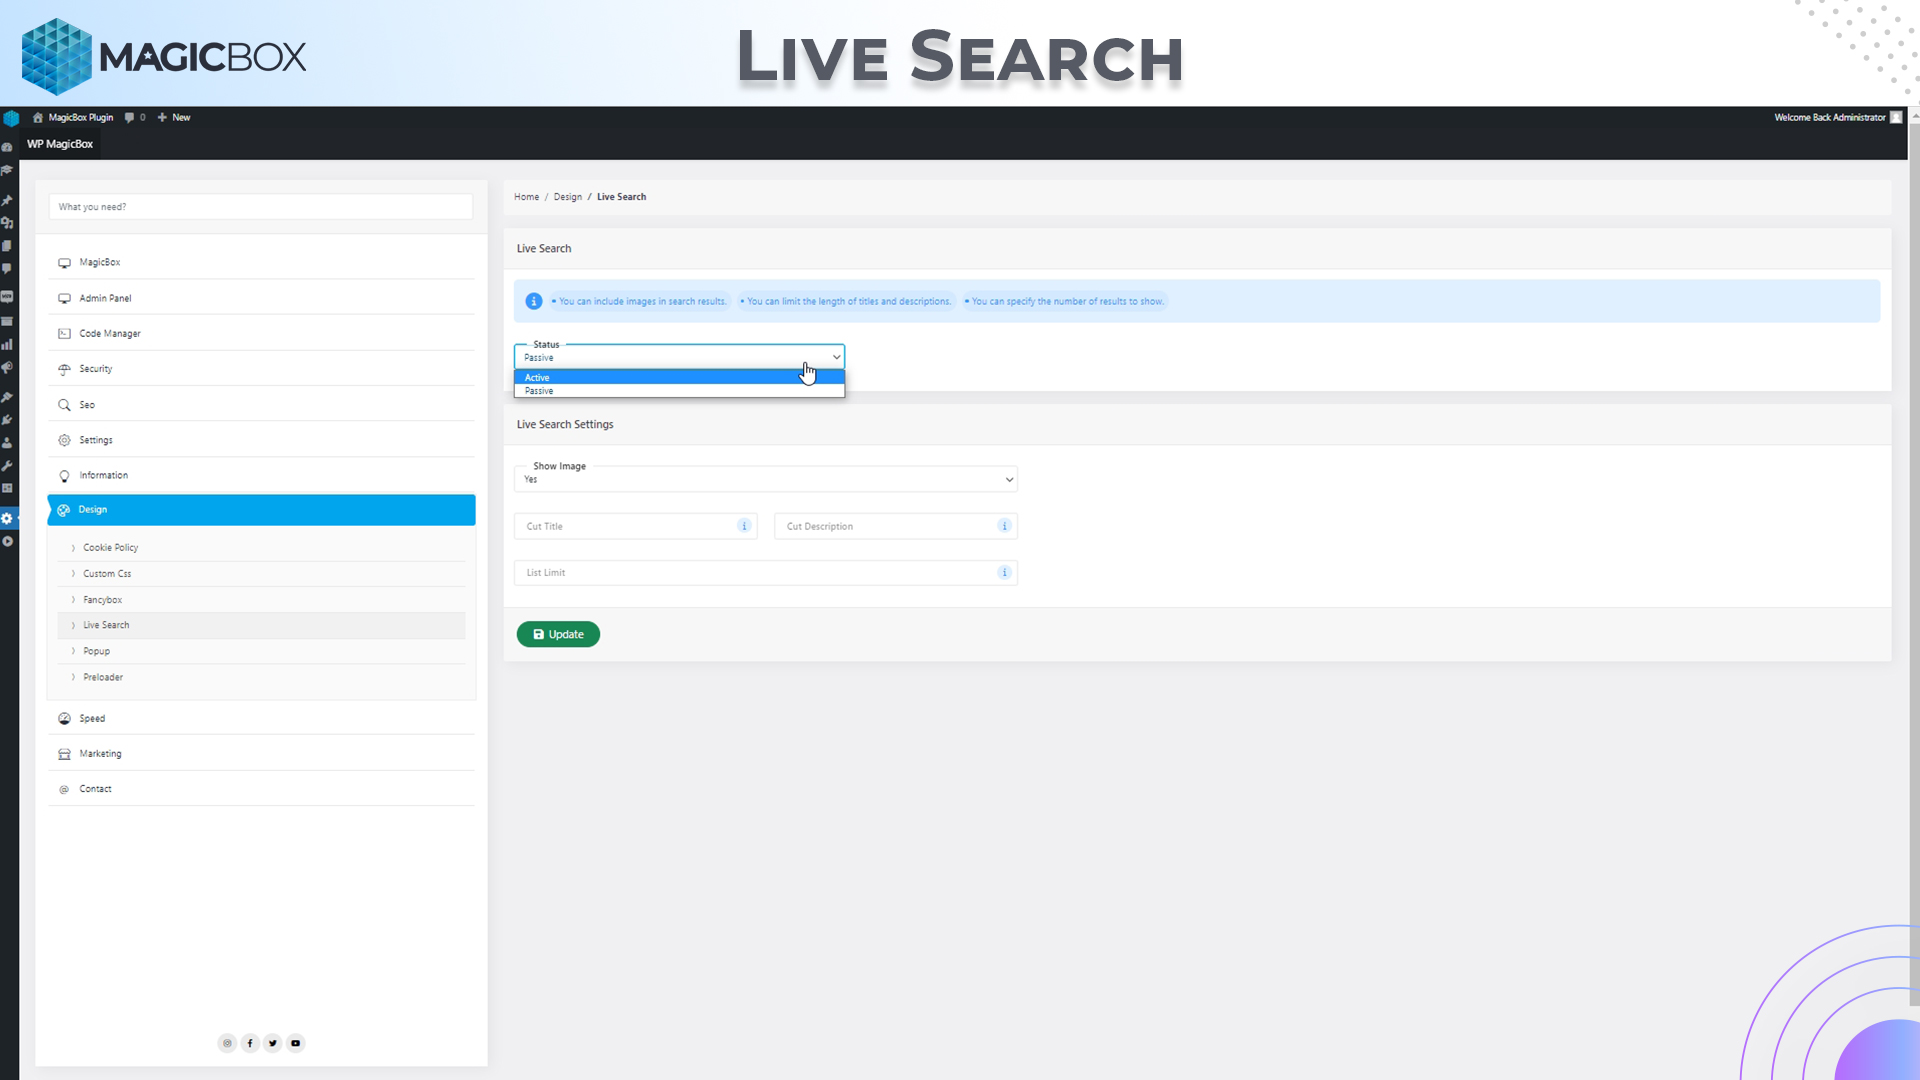 MAGICBOX
LIVE SEARCH
MagicBox Plugin 0 New
Welcome Back Administrator
WP MagicBox
What you need?
MagicBox
Admin Panel
Code Manager
Security
Seo
Settings
Information
Design
Cookie Policy
Custom Css
Fancybox
Live Search
Popup
Preloader
Speed
Marketing
Contact
Home / Design / Live Search
Live Search
• You can include images in search results. • You can limit the length of titles and descriptions. • You can specify the number of results to show.
Status
Passive
Active
Passive
Live Search Settings
Show Image
Yes
Cut Title
Cut Description
List Limit
Update